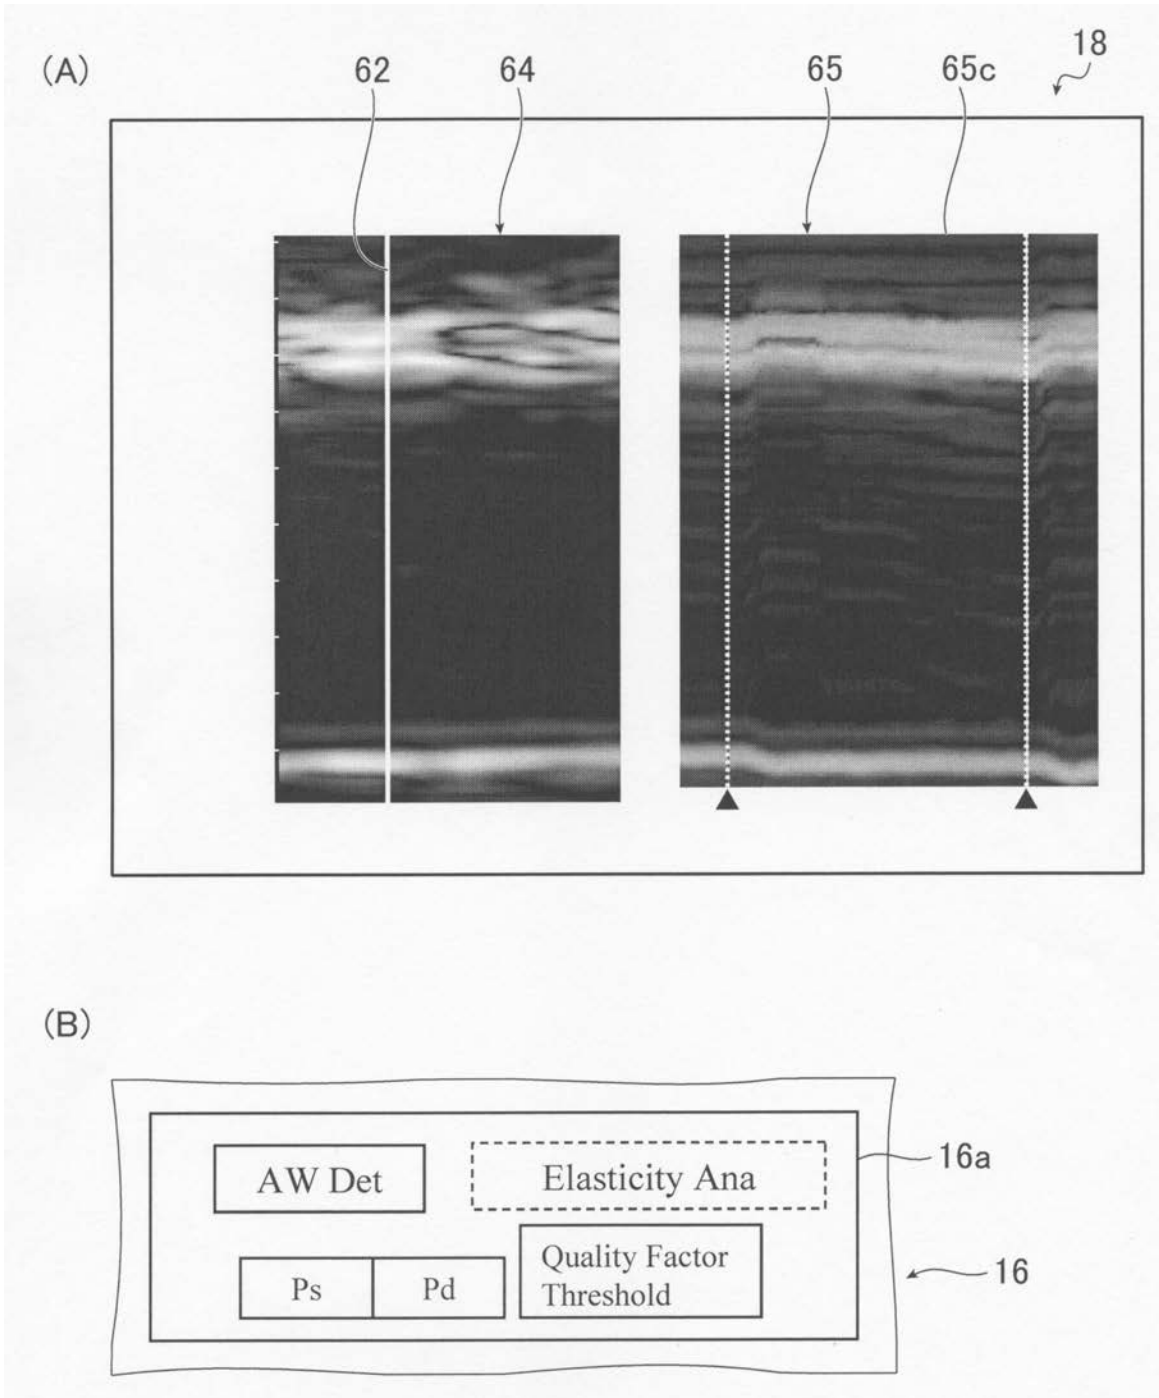 18
(A)
62
64
65
65c
(B)
AW Det
Elasticity Ana
16a
Ps
Pd
Quality Factor
Threshold
16